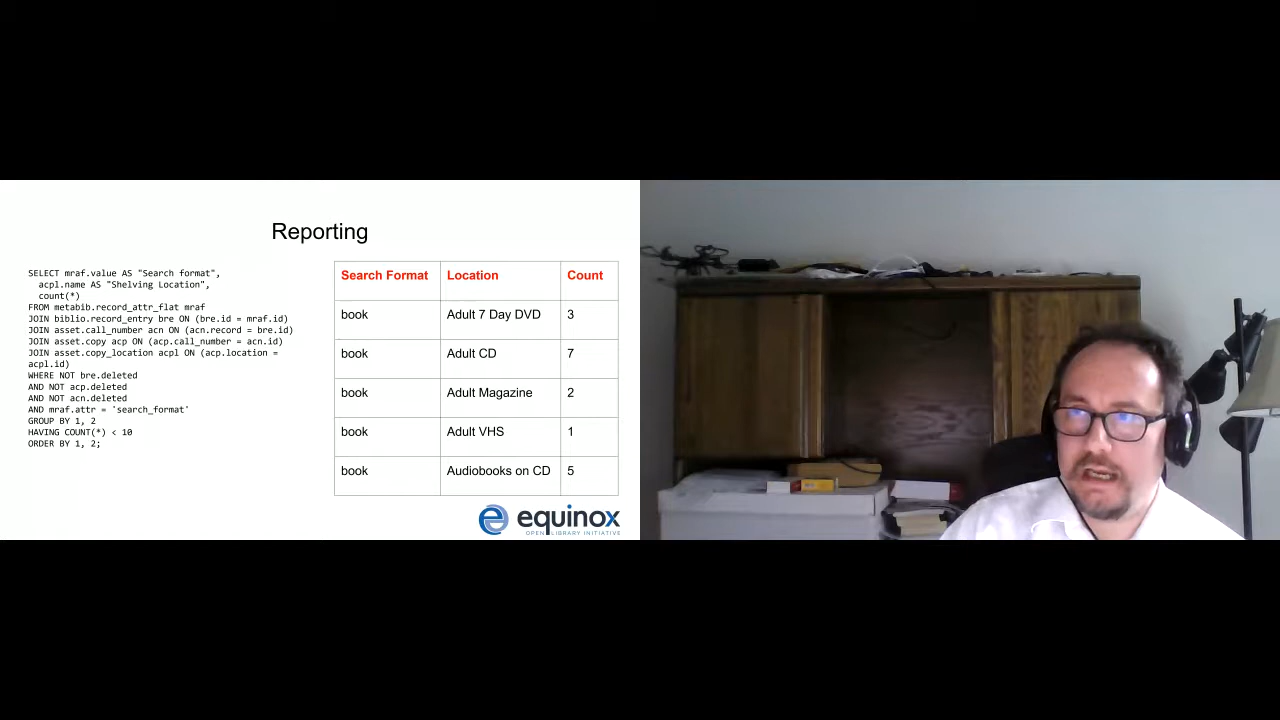 Reporting
SELECT mraf.value AS "Search format",
acpl.name AS "Shelving Location",
count(*)
FROM metabib.record_attr_flat mraf
JOIN biblio.record_entry bre ON (bre.id = mraf.id)
JOIN asset.call_number acn ON (acn.record = bre.id)
JOIN asset.copy acp ON (acp.call_number = acn.id)
JOIN asset.copy_location acpl ON (acp.location =
acpl.id)
WHERE NOT bre.deleted
AND NOT acp.deleted
AND NOT acn.deleted
AND mraf.attr = 'search_format'
GROUP BY 1, 2
HAVING COUNT(*) < 10
ORDER BY 1, 2;
Search Format Location Count
book Adult 7 Day DVD 3
book Adult CD 7
book Adult Magazine 2
book Adult VHS 1
book Audiobooks on CD 5
equinox
OPEN LIBRARY INITIATIVE